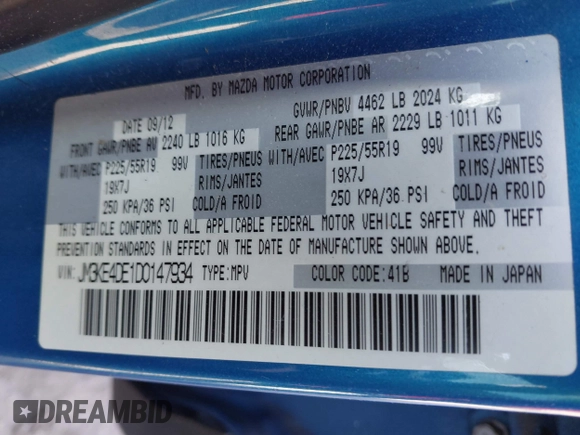 MFD. BY MAZDA MOTOR CORPORATION
DATE 09/12 GVWR/PNBV 4462 LB 2024 KG
FRONT GAWR/PNBE AV 2240 LB 1016 KG REAR GAWR/PNBE AR 2229 LB 1011 KG
WITH/AVEC P225/55R19 99V TIRES/PNEUS WITH/AVEC P225/55R19 99V TIRES/PNEUS
19X7J RIMS/JANTES 19X7J RIMS/JANTES
250 KPA/36 PSI COLD/A FROID 250 KPA/36 PSI COLD/A FROID
THIS VEHICLE CONFORMS TO ALL APPLICABLE FEDERAL MOTOR VEHICLE SAFETY AND THEFT
PREVENTION STANDARDS IN EFFECT ON THE DATE OF MANUFACTURE SHOWN ABOVE.
VIN: JM3KE4DE1D0147934 TYPE:MPV COLOR CODE:41B MADE IN JAPAN
DREAMBID